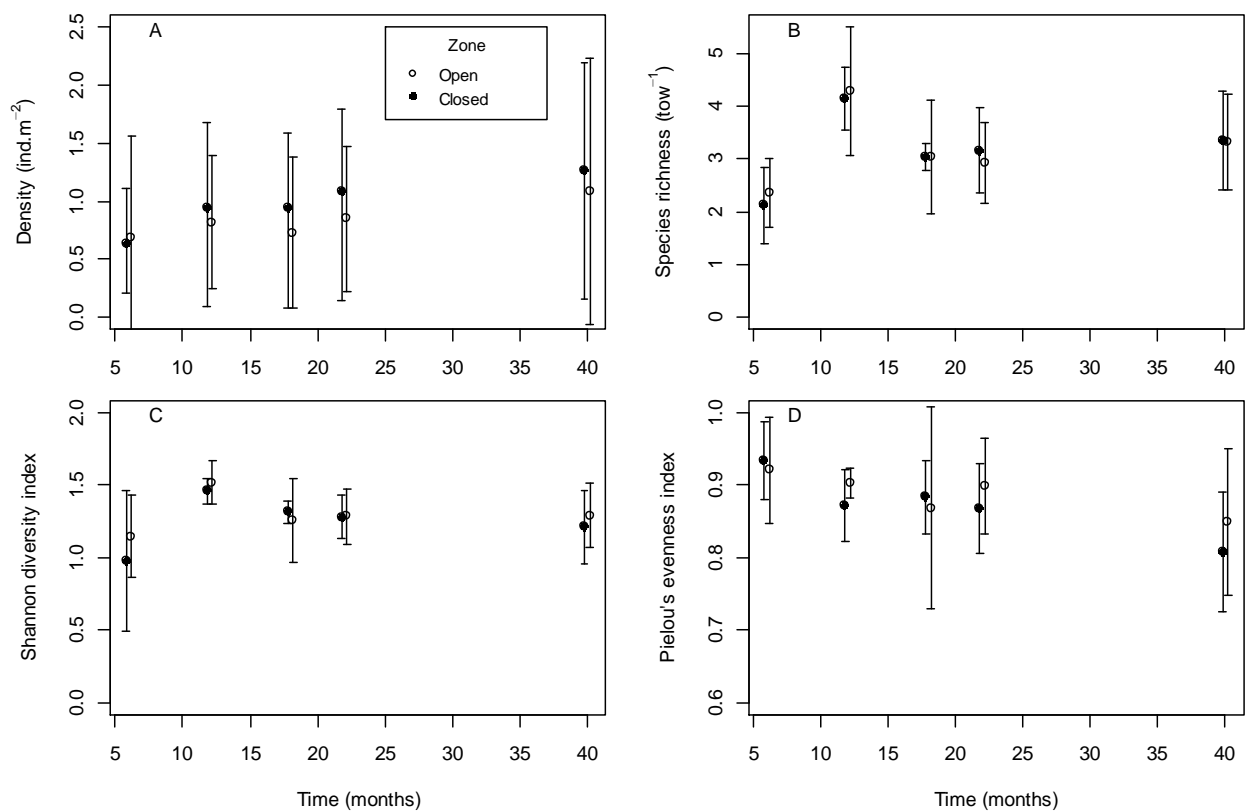 A
Zone
Open
Closed
Density (ind.m⁻²)
0.0 0.5 1.0 1.5 2.0 2.5
5 10 15 20 25 30 35 40
B
Species richness (tow⁻¹)
0 1 2 3 4 5
5 10 15 20 25 30 35 40
C
Shannon diversity index
0.0 0.5 1.0 1.5 2.0
5 10 15 20 25 30 35 40
Time (months)
D
Pielou's evenness index
0.6 0.7 0.8 0.9 1.0
5 10 15 20 25 30 35 40
Time (months)